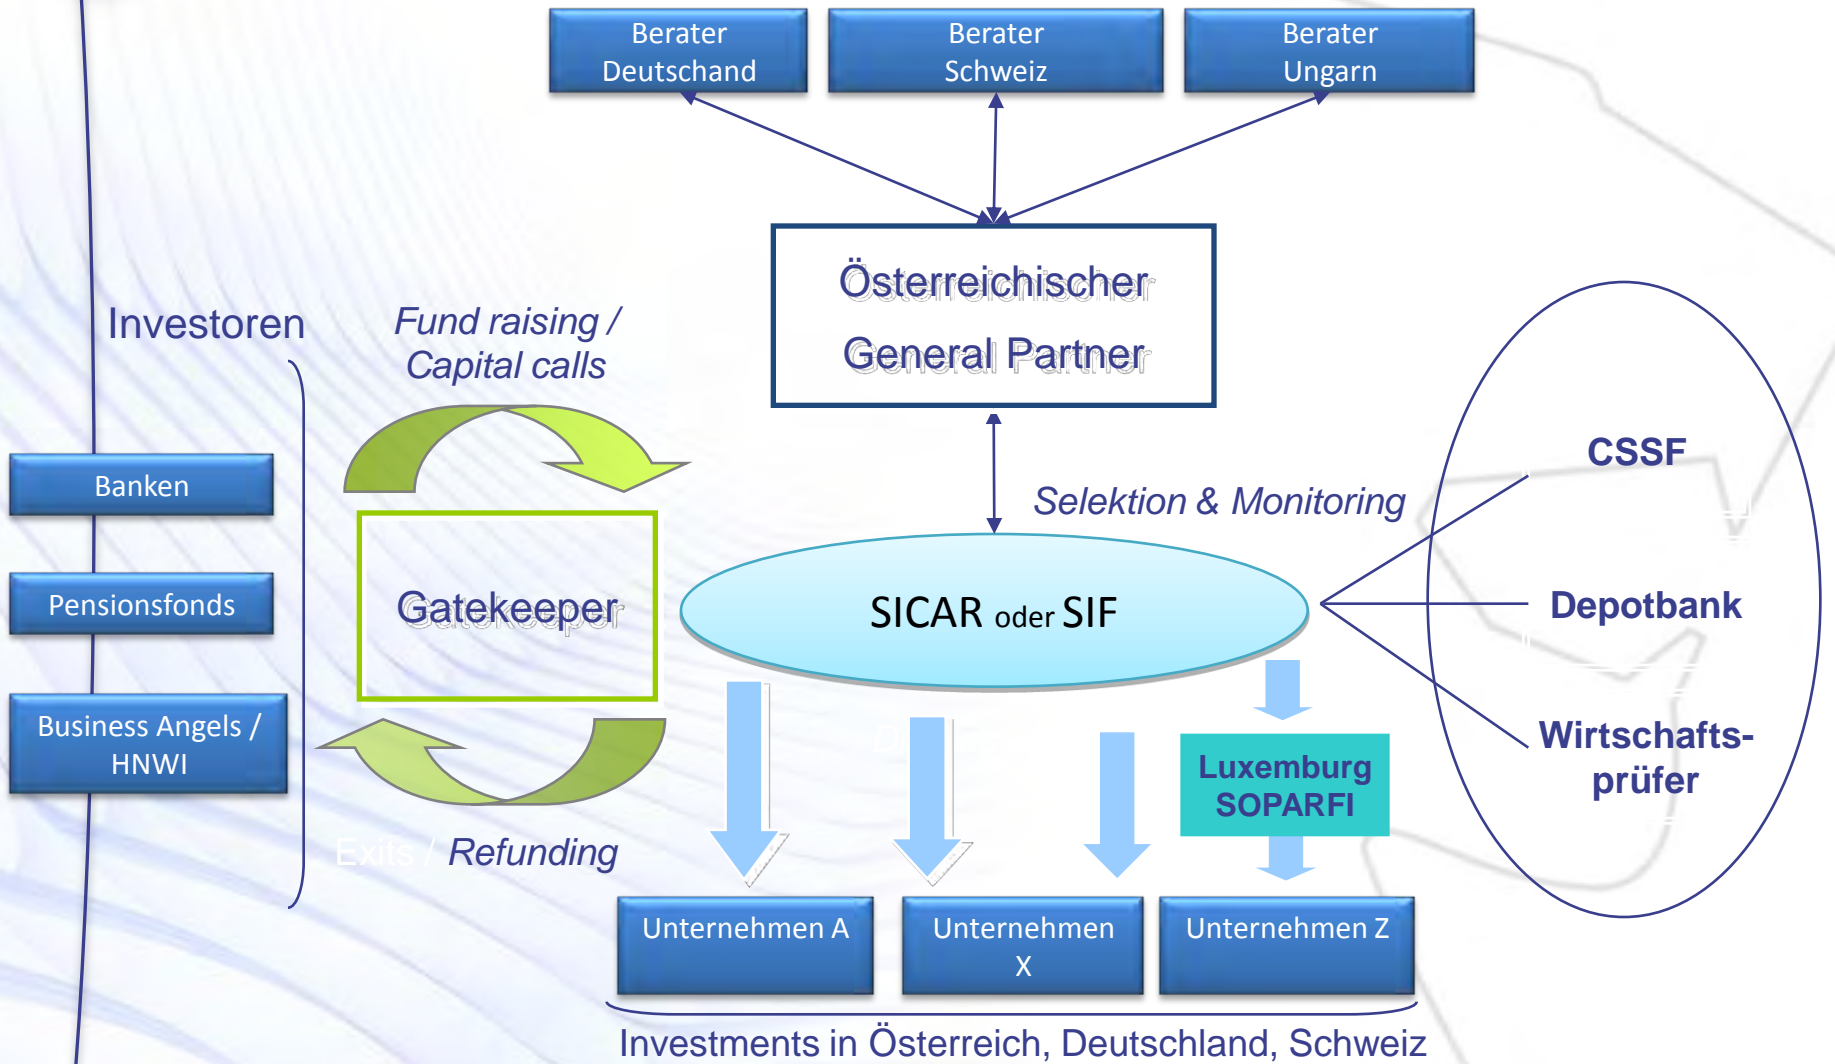 Berater
Deutschand
Berater
Schweiz
Berater
Ungarn
Österreichischer
General Partner
Investoren
Fund raising /
Capital calls
Banken
Pensionsfonds
Business Angels /
HNWI
Gatekeeper
Exits / Refunding
Selektion & Monitoring
SICAR oder SIF
CSSF
Depotbank
Wirtschafts-
prüfer
Luxemburg
SOPARFI
Unternehmen A
Unternehmen
X
Unternehmen Z
Investments in Österreich, Deutschland, Schweiz